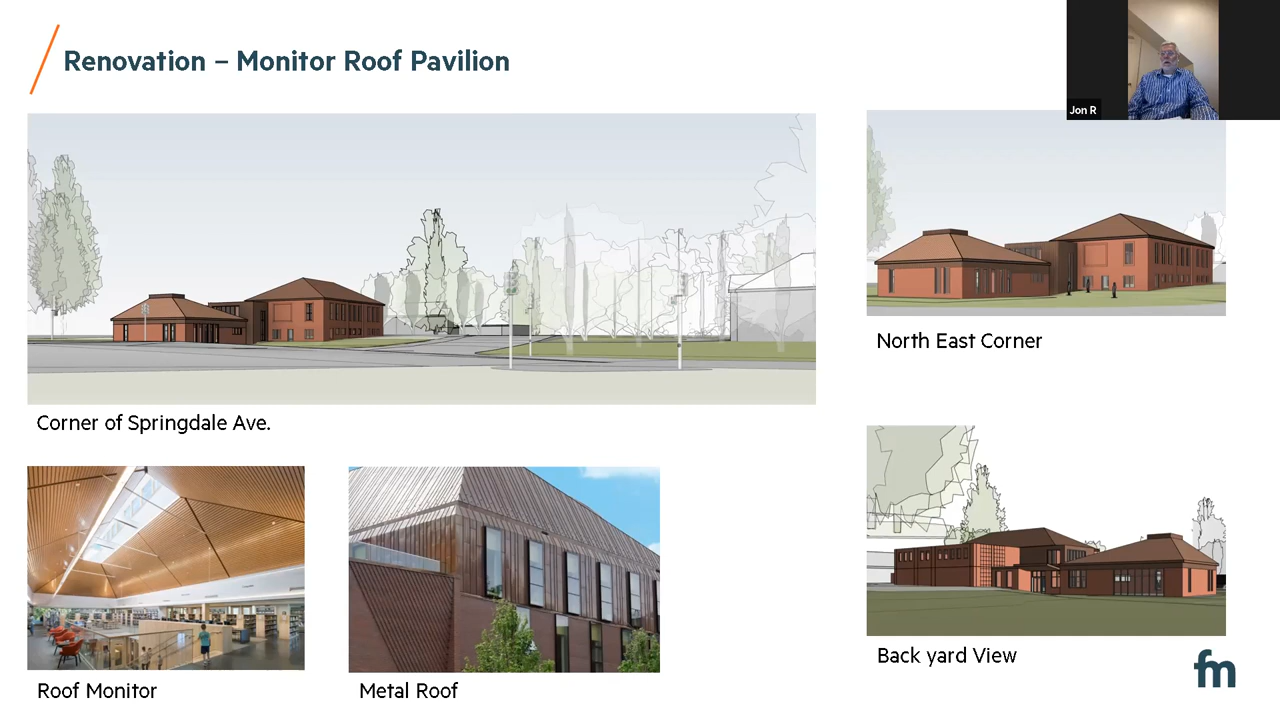 Renovation – Monitor Roof Pavilion
Jon R
Corner of Springdale Ave.
North East Corner
Roof Monitor
Metal Roof
Back yard View
fm